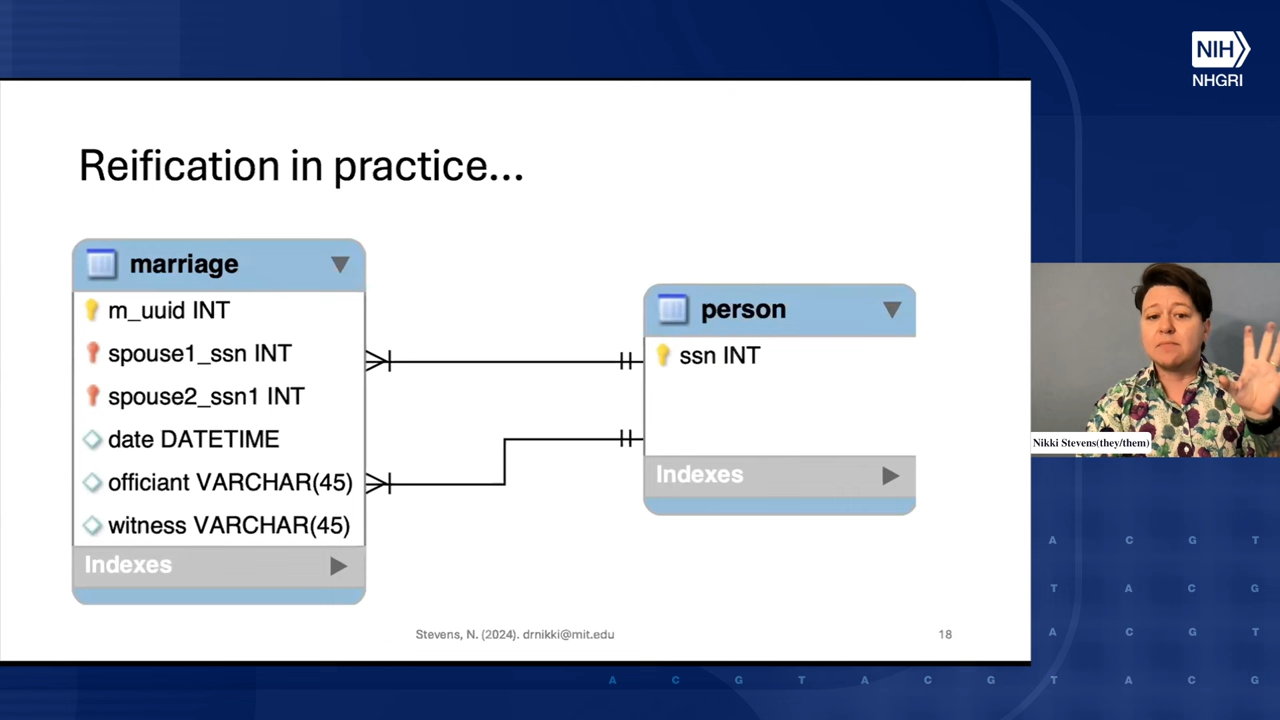 NIH
NHGRI
Reification in practice...
marriage
m_uuid INT
spouse1_ssn INT
spouse2_ssn1 INT
date DATETIME
officiant VARCHAR(45)
witness VARCHAR(45)
Indexes
person
ssn INT
Indexes
Nikki Stevens(they/them)
Stevens, N. (2024). drnikki@mit.edu
18
A C G T
T A C G
A C G T
A C G T A C G T A C G